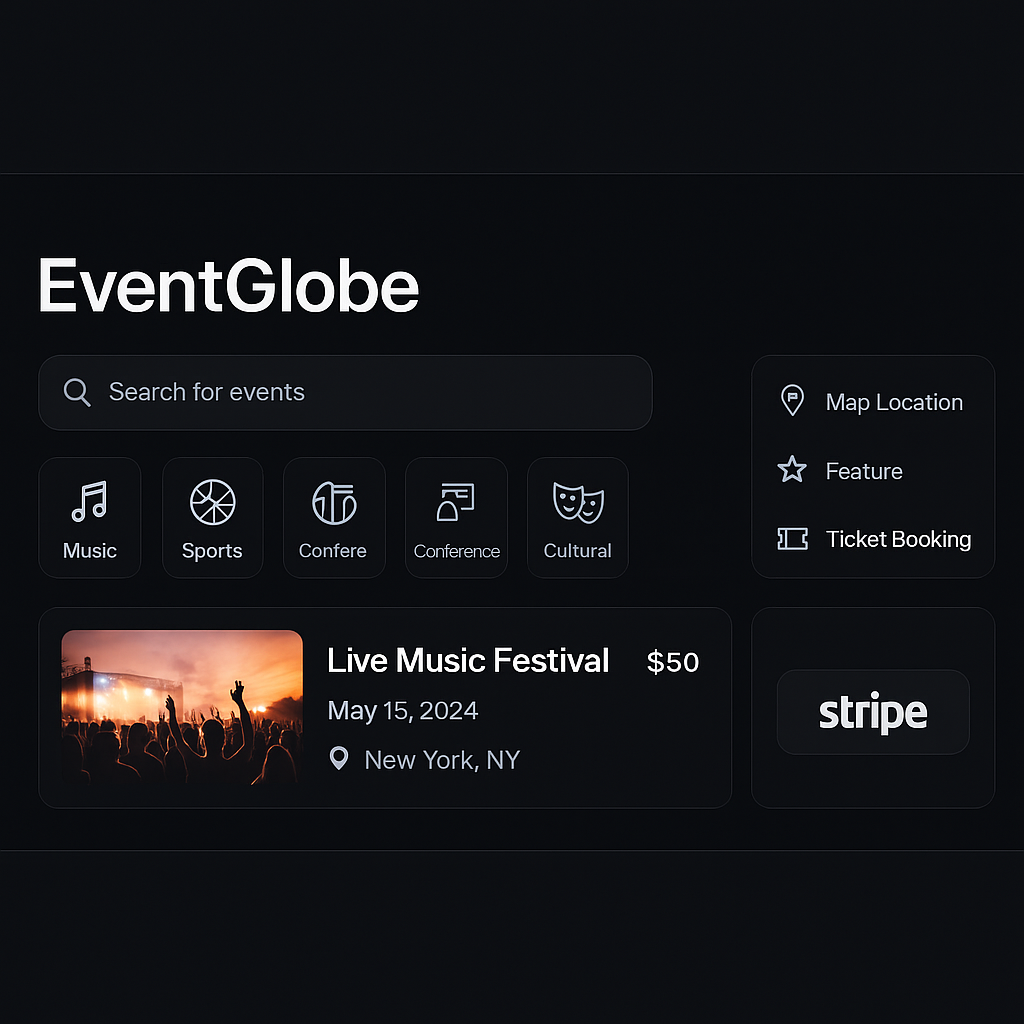 EventGlobe
Search for events
Music
Sports
Confere
Conference
Cultural
Map Location
Feature
Ticket Booking
Live Music Festival
$50
May 15, 2024
New York, NY
stripe